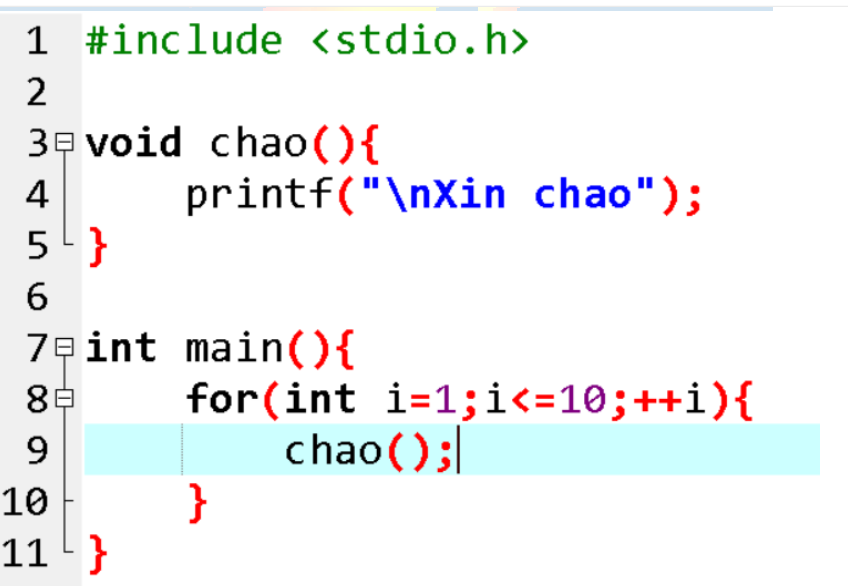 1 #include <stdio.h>
2
3 void chao(){
4     printf("\nXin chao");
5 }
6
7 int main(){
8     for(int i=1;i<=10;++i){
9         chao();
10     }
11 }